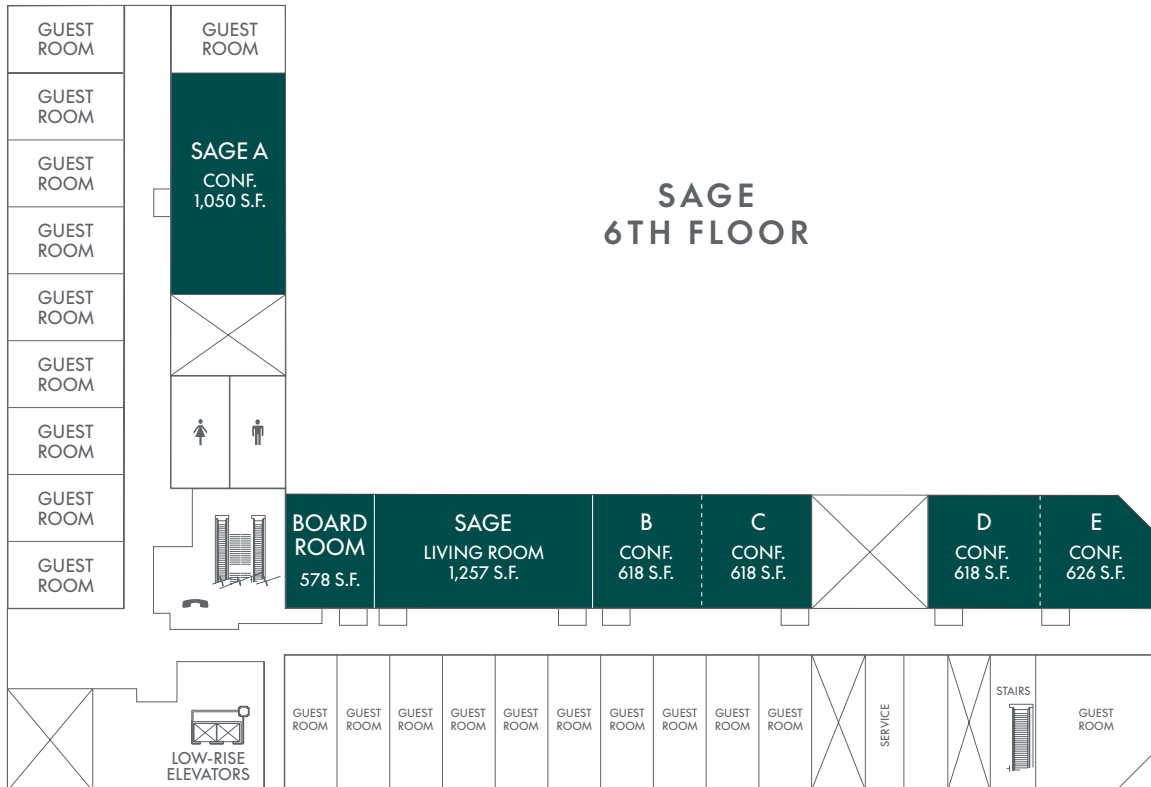 GUEST
ROOM
GUEST
ROOM
GUEST
ROOM
GUEST
ROOM
GUEST
ROOM
GUEST
ROOM
GUEST
ROOM
GUEST
ROOM
GUEST
ROOM
GUEST
ROOM
SAGE A
CONF.
1,050 S.F.
SAGE
6TH FLOOR
BOARD
ROOM
578 S.F.
SAGE
LIVING ROOM
1,257 S.F.
B
CONF.
618 S.F.
C
CONF.
618 S.F.
D
CONF.
618 S.F.
E
CONF.
626 S.F.
LOW-RISE
ELEVATORS
GUEST
ROOM
GUEST
ROOM
GUEST
ROOM
GUEST
ROOM
GUEST
ROOM
GUEST
ROOM
GUEST
ROOM
GUEST
ROOM
GUEST
ROOM
GUEST
ROOM
SERVICE
STAIRS
GUEST
ROOM